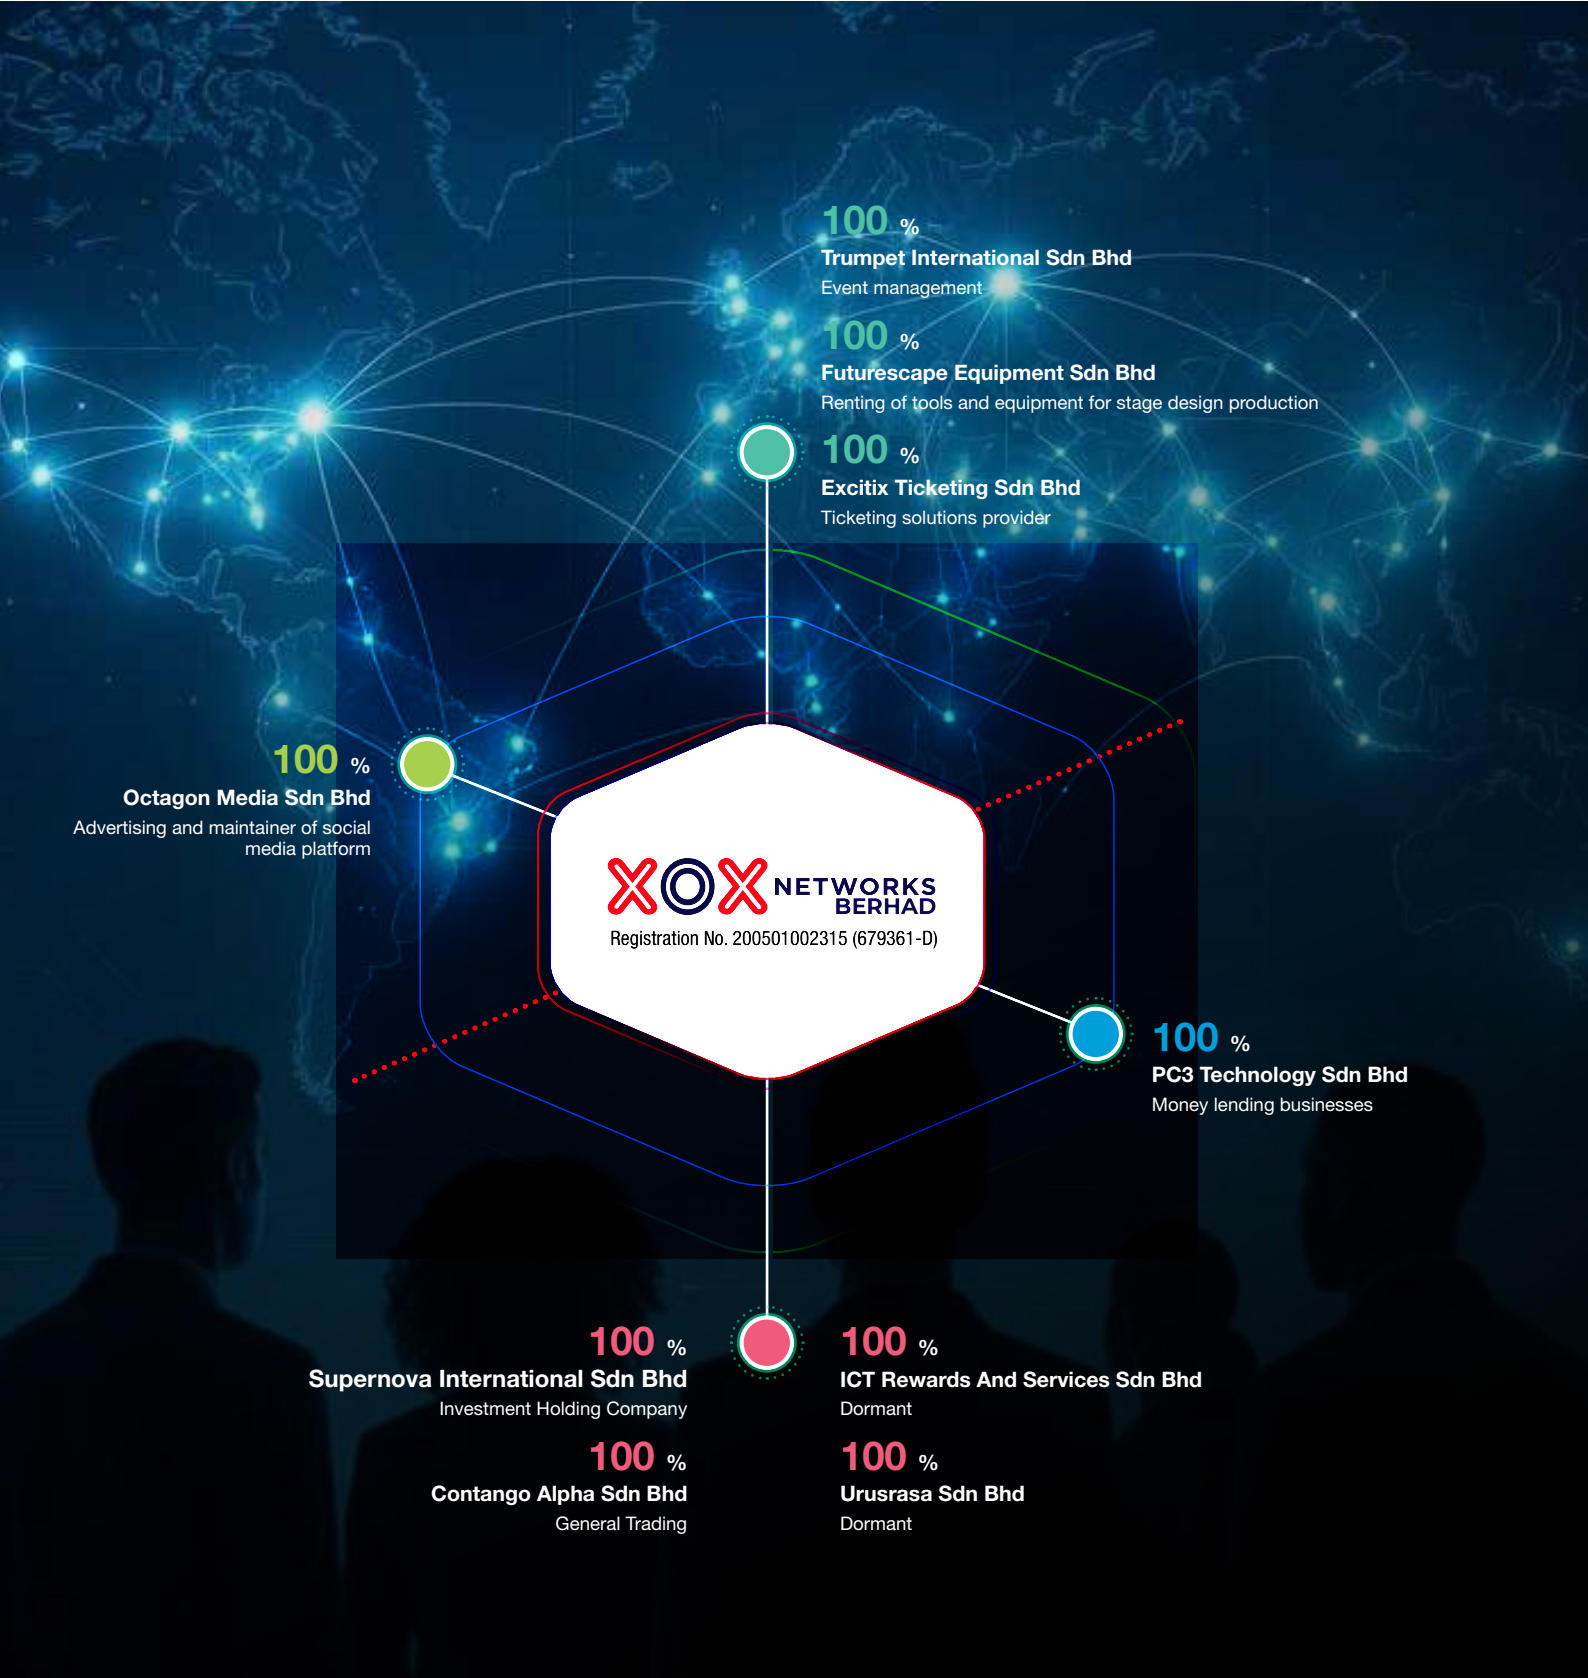 100 %
Trumpet International Sdn Bhd
Event management
100 %
Futurescape Equipment Sdn Bhd
Renting of tools and equipment for stage design production
100 %
Excitix Ticketing Sdn Bhd
Ticketing solutions provider
100 %
Octagon Media Sdn Bhd
Advertising and maintainer of social
media platform
XOX NETWORKS
BERHAD
Registration No. 200501002315 (679361-D)
100 %
PC3 Technology Sdn Bhd
Money lending businesses
100 %
Supernova International Sdn Bhd
Investment Holding Company
100 %
Contango Alpha Sdn Bhd
General Trading
100 %
ICT Rewards And Services Sdn Bhd
Dormant
100 %
Urusrasa Sdn Bhd
Dormant